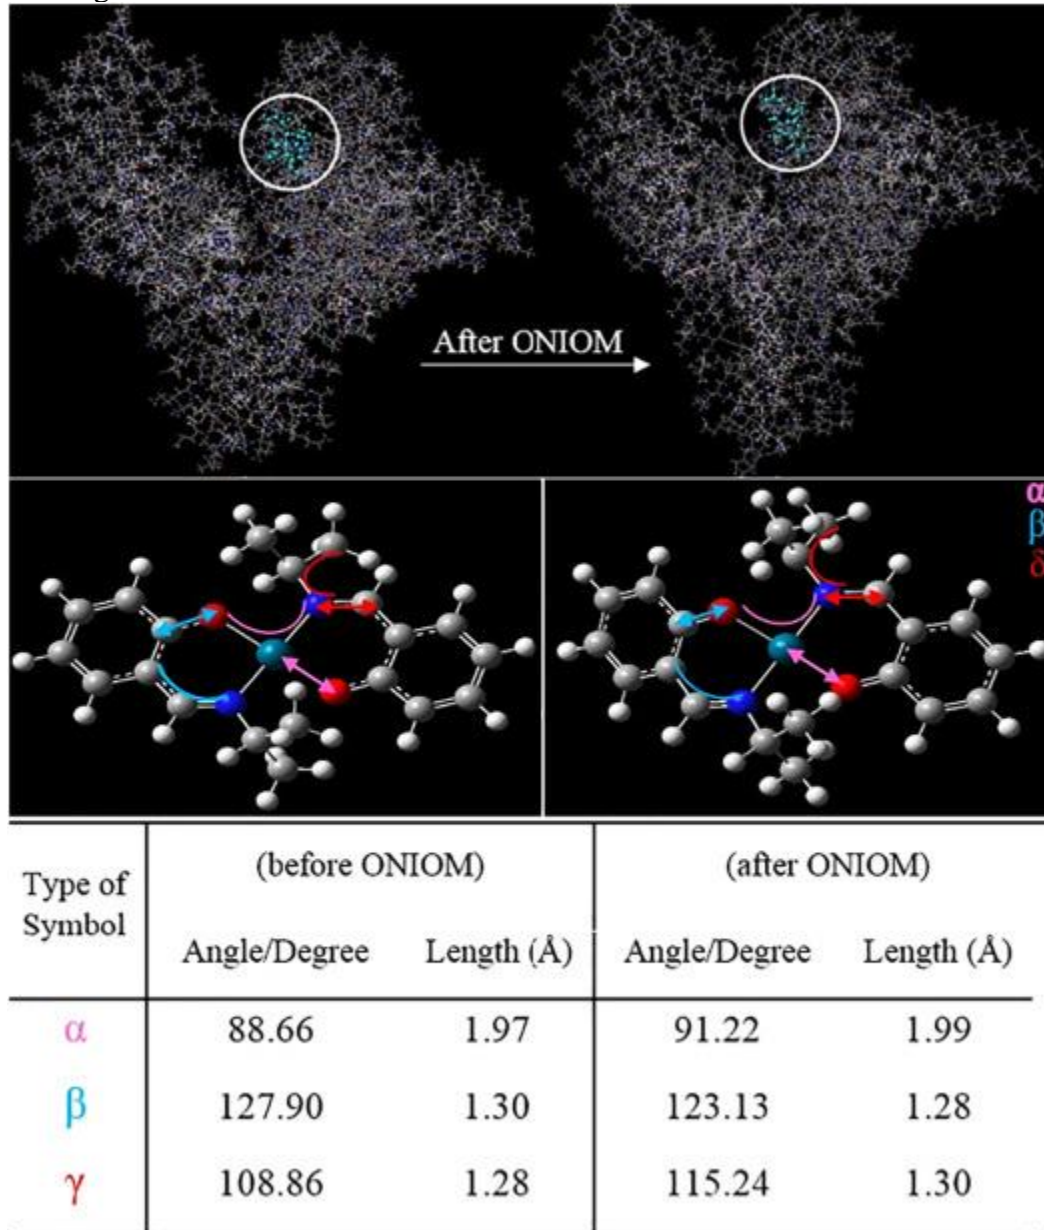 After ONIOM
α
β
δ
Type of Symbol
(before ONIOM)
(after ONIOM)
Angle/Degree Length (Å) Angle/Degree Length (Å)
α 88.66 1.97 91.22 1.99
β 127.90 1.30 123.13 1.28
γ 108.86 1.28 115.24 1.30